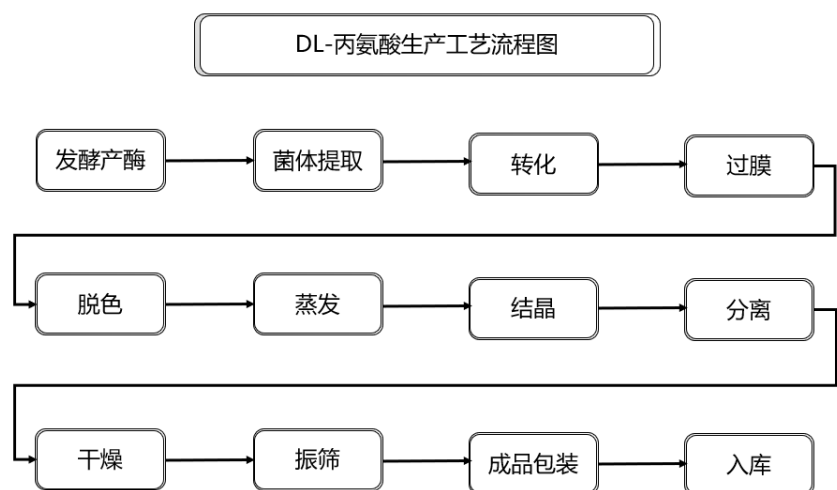 DL-丙氨酸生产工艺流程图
发酵产酶
菌体提取
转化
过膜
脱色
蒸发
结晶
分离
干燥
振筛
成品包装
入库